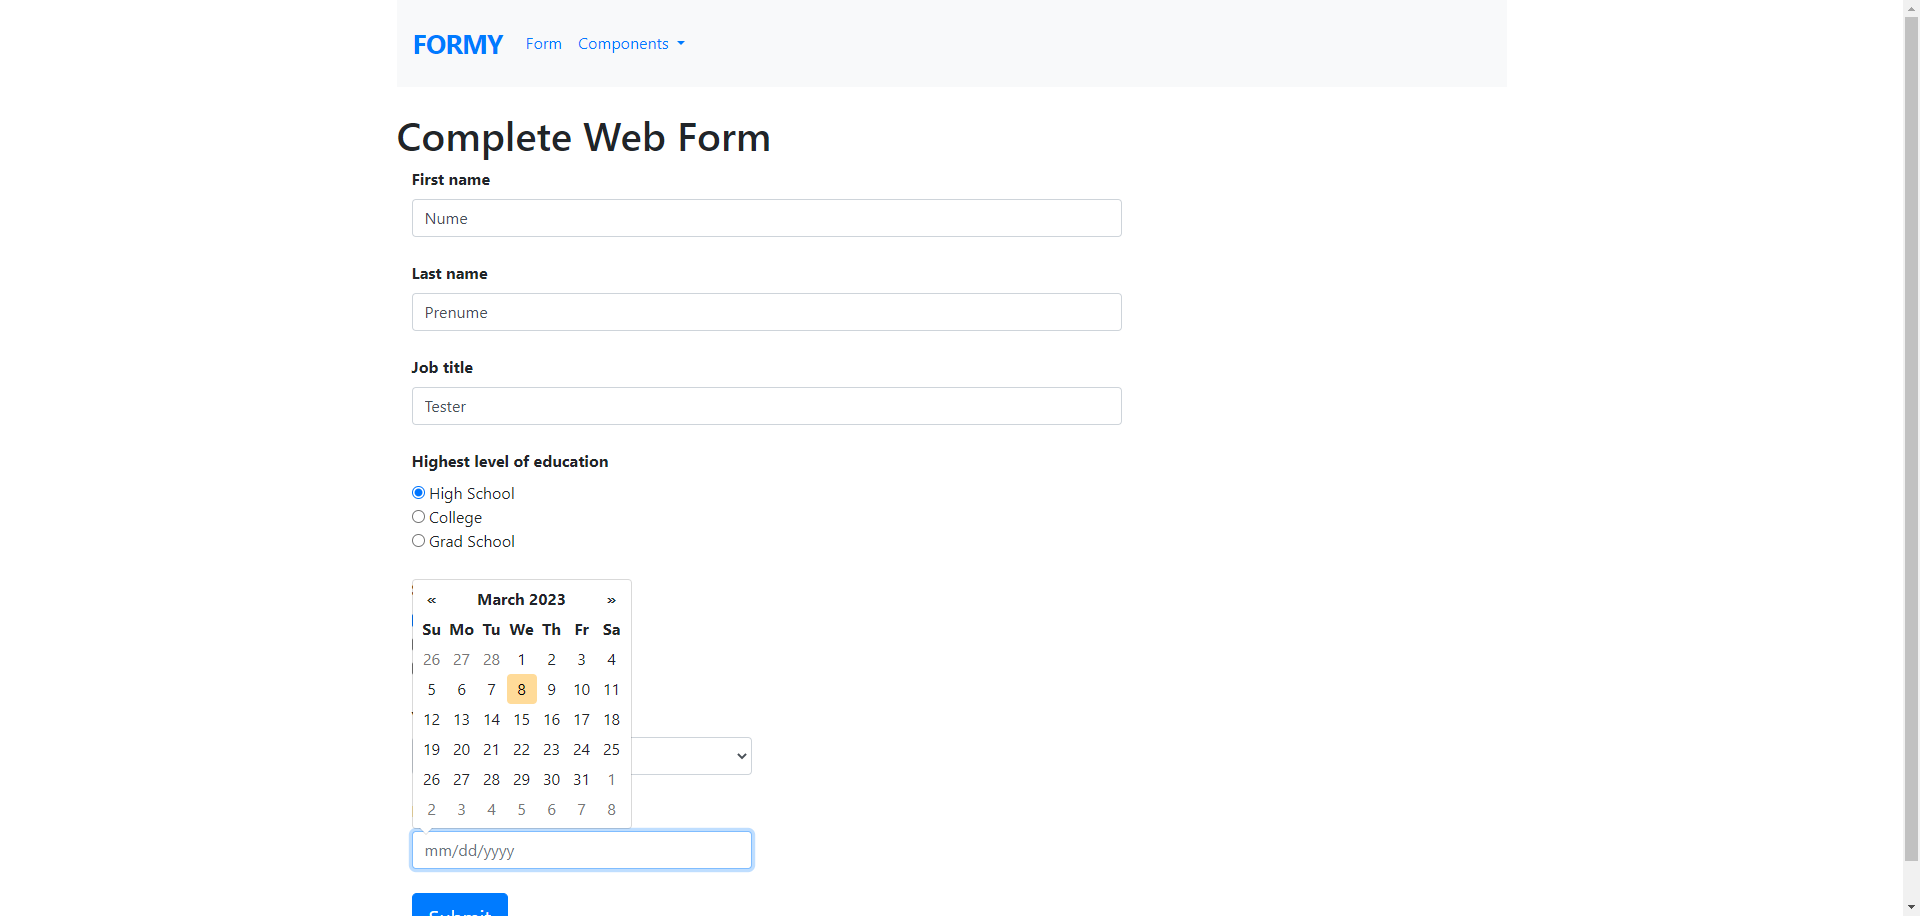 FORMY Form Components
Complete Web Form
First name
Nume
Last name
Prenume
Job title
Tester
Highest level of education
High School
College
Grad School
« March 2023 »
Su Mo Tu We Th Fr Sa
26 27 28 1 2 3 4
5 6 7 8 9 10 11
12 13 14 15 16 17 18
19 20 21 22 23 24 25
26 27 28 29 30 31 1
2 3 4 5 6 7 8
mm/dd/yyyy
Submit